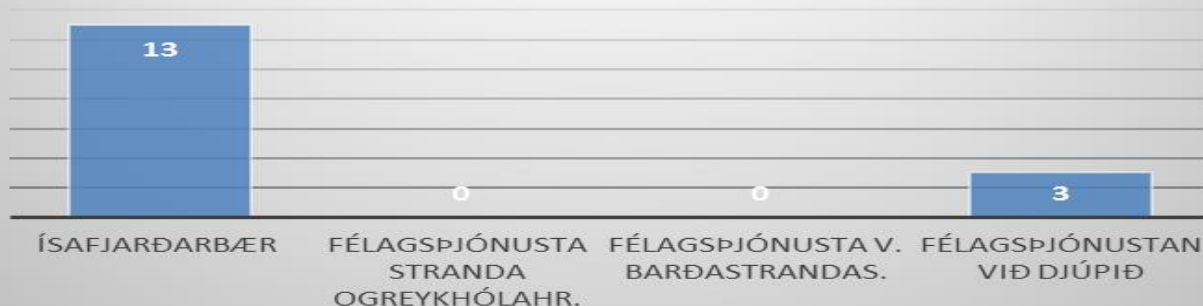 13
0
0
3
ÍSAFJARÐARBÆR
FÉLAGSÞJÓNUSTA
STRANDA
OGREYKHÓLAHR.
FÉLAGSÞJÓNUSTA V.
BARÐASTRANDAS.
FÉLAGSÞJÓNUSTAN
VIÐ DJÚPIÐ